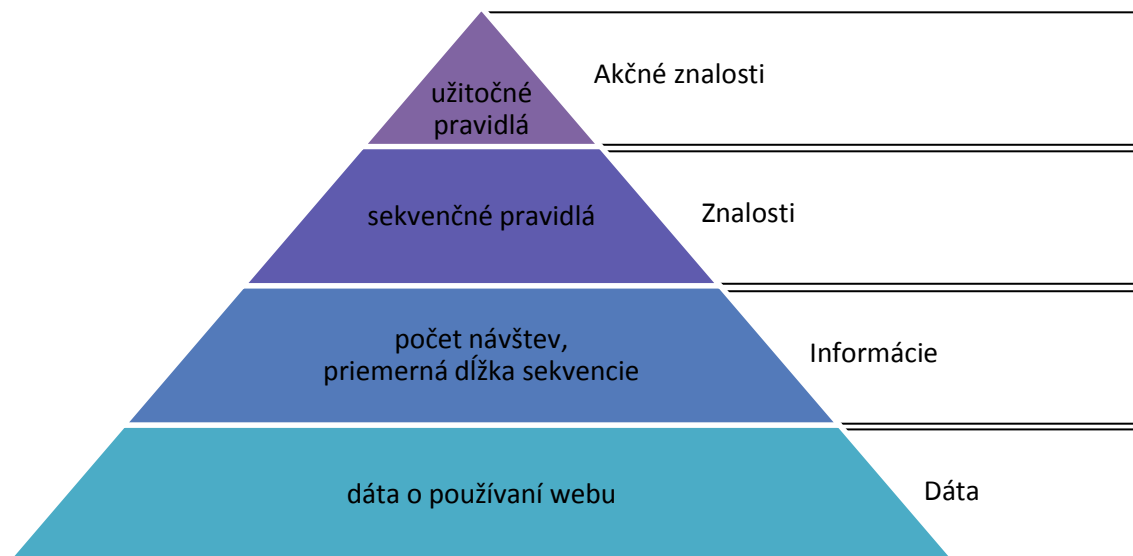 užitočné
pravidlá
Akčné znalosti
sekvenčné pravidlá
Znalosti
počet návštev,
priemerná dĺžka sekvencie
Informácie
dáta o používaní webu
Dáta